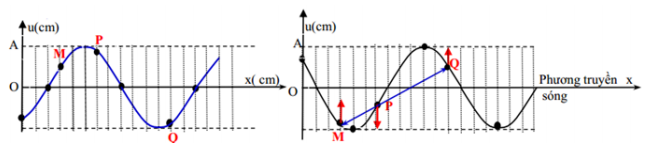 u(cm)
A
M
P
O
x( cm)
Q
u(cm)
A
Q
O
P
M
Phương truyền x
sóng